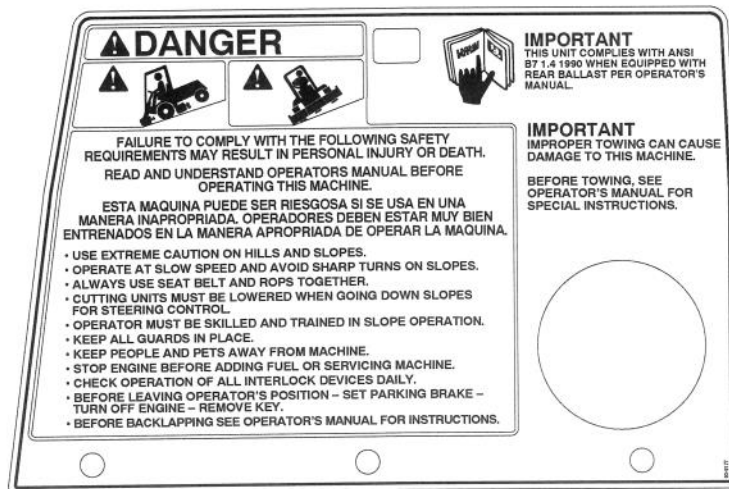 DANGER
FAILURE TO COMPLY WITH THE FOLLOWING SAFETY
REQUIREMENTS MAY RESULT IN PERSONAL INJURY OR DEATH.
READ AND UNDERSTAND OPERATORS MANUAL BEFORE
OPERATING THIS MACHINE.
ESTA MAQUINA PUEDE SER RIESGOSA SI SE USA EN UNA
MANERA INAPROPRIADA. OPERADORES DEBEN ESTAR MUY BIEN
ENTRENADOS EN LA MANERA APROPRIADA DE OPERAR LA MAQUINA.
• USE EXTREME CAUTION ON HILLS AND SLOPES.
• OPERATE AT SLOW SPEED AND AVOID SHARP TURNS ON SLOPES.
• ALWAYS USE SEAT BELT AND ROPS TOGETHER.
• CUTTING UNITS MUST BE LOWERED WHEN GOING DOWN SLOPES
FOR STEERING CONTROL.
• OPERATOR MUST BE SKILLED AND TRAINED IN SLOPE OPERATION.
• KEEP ALL GUARDS IN PLACE.
• KEEP PEOPLE AND PETS AWAY FROM MACHINE.
• STOP ENGINE BEFORE ADDING FUEL OR SERVICING MACHINE.
• CHECK OPERATION OF ALL INTERLOCK DEVICES DAILY.
• BEFORE LEAVING OPERATOR'S POSITION – SET PARKING BRAKE –
TURN OFF ENGINE – REMOVE KEY.
• BEFORE BACKLAPPING SEE OPERATOR'S MANUAL FOR INSTRUCTIONS.
IMPORTANT
THIS UNIT COMPLIES WITH ANSI
B7 1.4 1990 WHEN EQUIPPED WITH
REAR BALLAST PER OPERATOR'S
MANUAL.
IMPORTANT
IMPROPER TOWING CAN CAUSE
DAMAGE TO THIS MACHINE.
BEFORE TOWING, SEE
OPERATOR'S MANUAL FOR
SPECIAL INSTRUCTIONS.